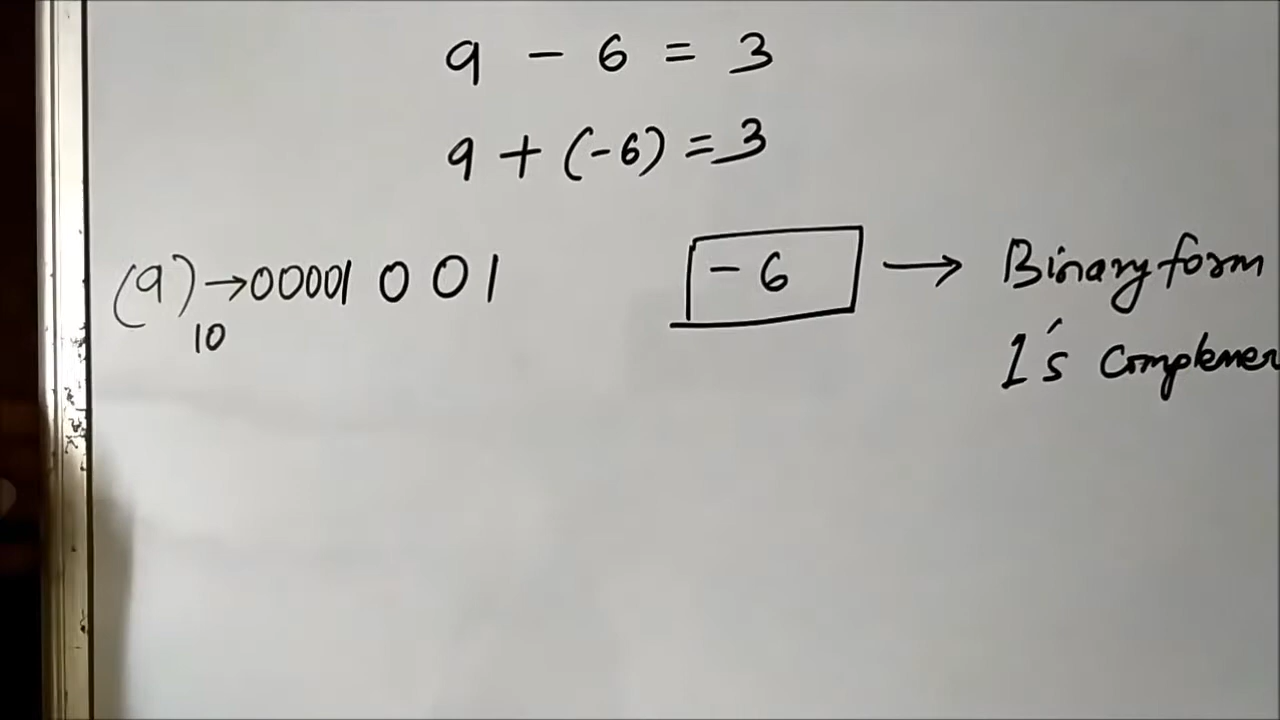 9 - 6 = 3
9 + (-6) = 3
(9)10 → 00001 0 0 1
- 6 → Binary form
1's Complemen